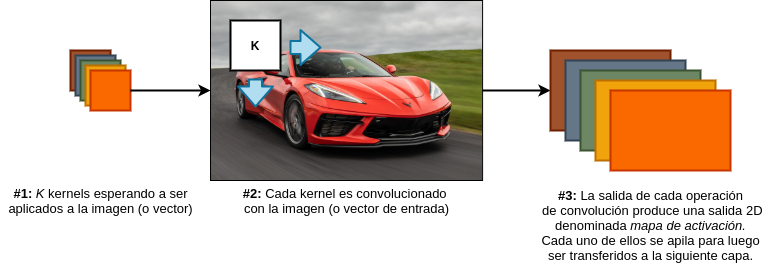 K
#1: K kernels esperando a ser
aplicados a la imagen (o vector)
#2: Cada kernel es convolucionado
con la imagen (o vector de entrada)
#3: La salida de cada operación
de convolución produce una salida 2D
denominada mapa de activación.
Cada uno de ellos se apila para luego
ser transferidos a la siguiente capa.